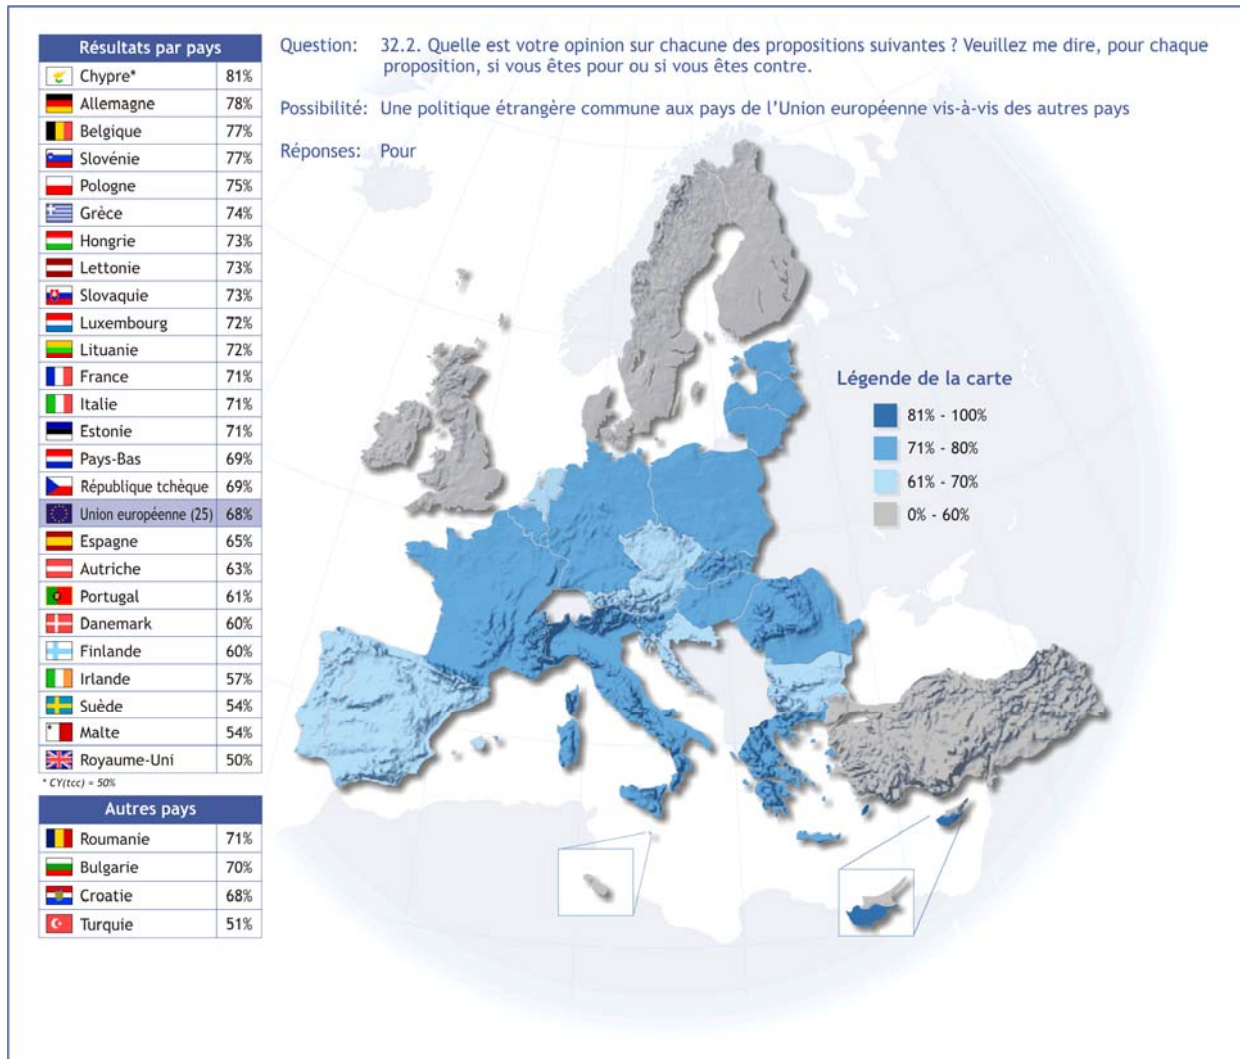 Résultats par pays
Chypre* 81%
Allemagne 78%
Belgique 77%
Slovénie 77%
Pologne 75%
Grèce 74%
Hongrie 73%
Lettonie 73%
Slovaquie 73%
Luxembourg 72%
Lituanie 72%
France 71%
Italie 71%
Estonie 71%
Pays-Bas 69%
République tchèque 69%
Union européenne (25) 68%
Espagne 65%
Autriche 63%
Portugal 61%
Danemark 60%
Finlande 60%
Irlande 57%
Suède 54%
Malte 54%
Royaume-Uni 50%
* CY(tcc) = 50%
Autres pays
Roumanie 71%
Bulgarie 70%
Croatie 68%
Turquie 51%
Question: 32.2. Quelle est votre opinion sur chacune des propositions suivantes ? Veuillez me dire, pour chaque
proposition, si vous êtes pour ou si vous êtes contre.
Possibilité: Une politique étrangère commune aux pays de l'Union européenne vis-à-vis des autres pays
Réponses: Pour
Légende de la carte
81% - 100%
71% - 80%
61% - 70%
0% - 60%